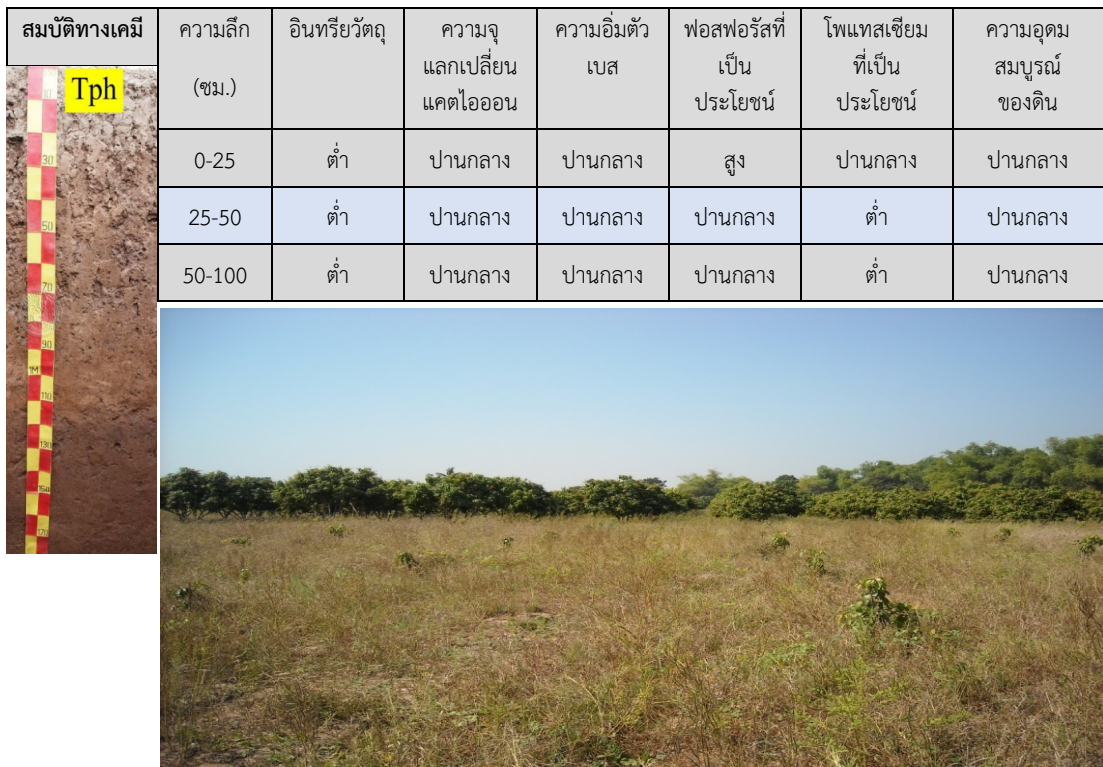 สมบัติทางเคมี
ความลึก
(ซม.)
อินทรียวัตถุ
ความจุ
แลกเปลี่ยน
แคตไอออน
ความอิ่มตัว
เบส
ฟอสฟอรัสที่
เป็น
ประโยชน์
โพแทสเซียม
ที่เป็น
ประโยชน์
ความอุดม
สมบูรณ์
ของดิน
Tph
0-25 ต่ำ ปานกลาง ปานกลาง สูง ปานกลาง ปานกลาง
25-50 ต่ำ ปานกลาง ปานกลาง ปานกลาง ต่ำ ปานกลาง
50-100 ต่ำ ปานกลาง ปานกลาง ปานกลาง ต่ำ ปานกลาง
10
30
50
70
90
1M
110
130
170